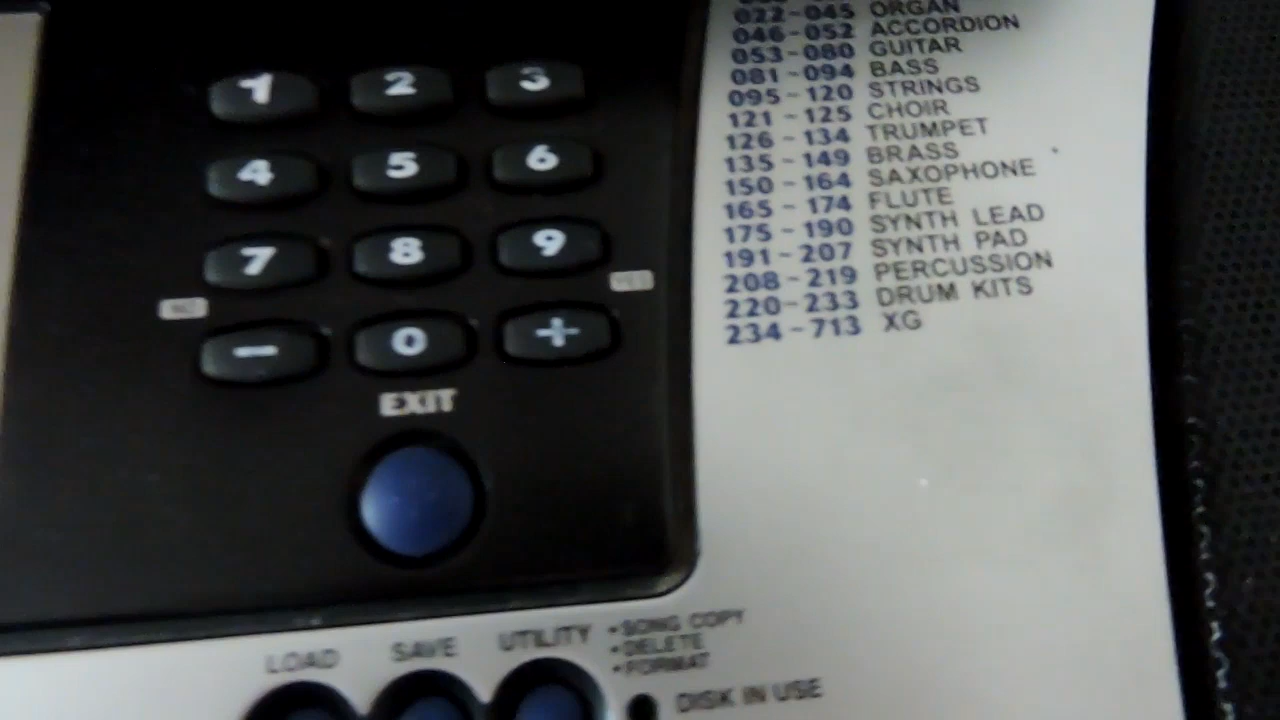 022-045 ORGAN
046-052 ACCORDION
053-080 GUITAR
081-094 BASS
095-120 STRINGS
121-125 CHOIR
126-134 TRUMPET
135-149 BRASS
150-164 SAXOPHONE
165-174 FLUTE
175-190 SYNTH LEAD
191-207 SYNTH PAD
208-219 PERCUSSION
220-233 DRUM KITS
234-713 XG
1 2 3
4 5 6
7 8 9
NO YES
- 0 +
EXIT
LOAD SAVE UTILITY
•SONG COPY
•DELETE
•FORMAT
DISK IN USE